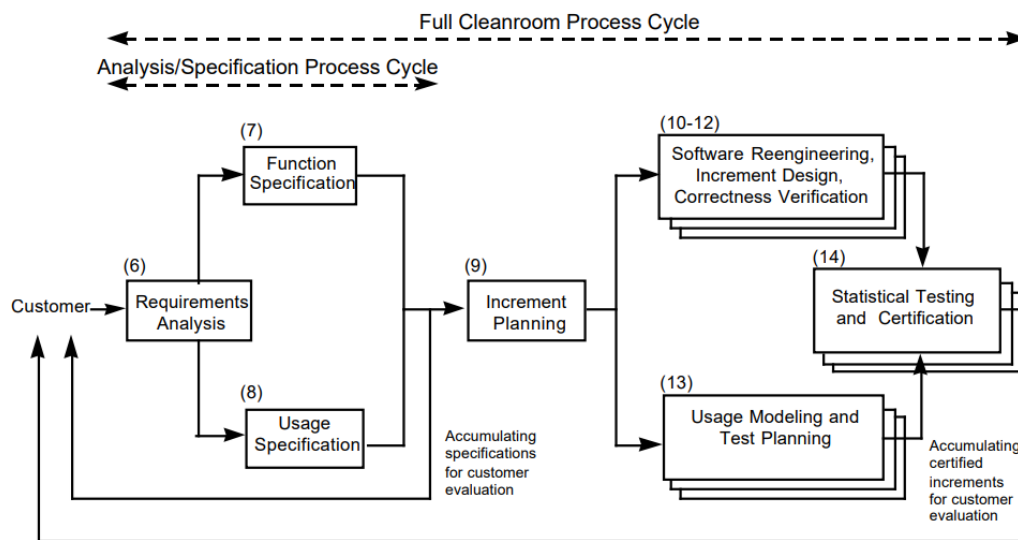 Full Cleanroom Process Cycle
Analysis/Specification Process Cycle
(7)
Function
Specification
(10-12)
Software Reengineering,
Increment Design,
Correctness Verification
(6)
Customer
Requirements
Analysis
(9)
Increment
Planning
(14)
Statistical Testing
and Certification
(8)
Usage
Specification
Accumulating
specifications
for customer
evaluation
(13)
Usage Modeling and
Test Planning
Accumulating
certified
increments
for customer
evaluation